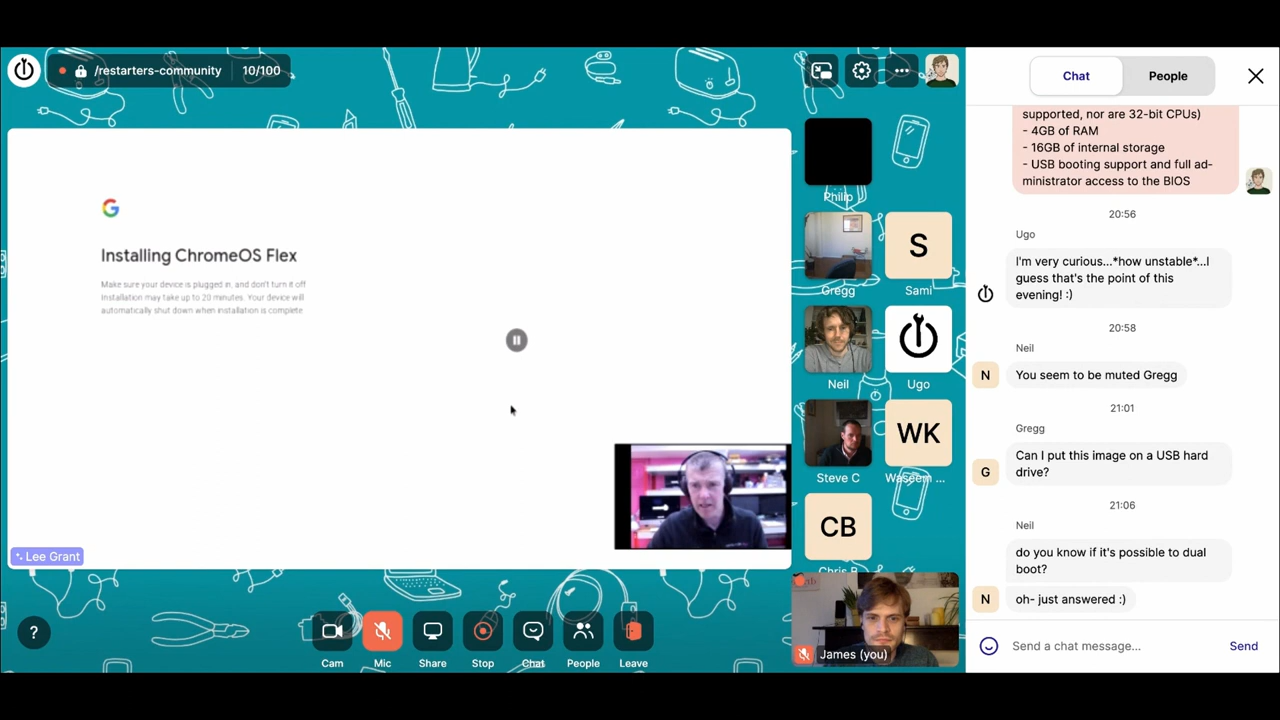 /restarters-community
10/100
Installing ChromeOS Flex
Make sure your device is plugged in, and don't turn it off
Installation may take up to 20 minutes. Your device will
automatically shut down when installation is complete
Lee Grant
Philip
Gregg
Sami
S
Neil
Ugo
Steve C
WK
Waseem ...
CB
Chris B
James (you)
?
Cam
Mic
Share
Stop
Chat
People
Leave
Chat
People
supported, nor are 32-bit CPUs)
- 4GB of RAM
- 16GB of internal storage
- USB booting support and full ad-
ministrator access to the BIOS
20:56
Ugo
I'm very curious...*how unstable*...I
guess that's the point of this
evening! :)
20:58
Neil
N
You seem to be muted Gregg
21:01
Gregg
Can I put this image on a USB hard
G
drive?
21:06
Neil
do you know if it's possible to dual
boot?
N
oh- just answered :)
Send a chat message...
Send